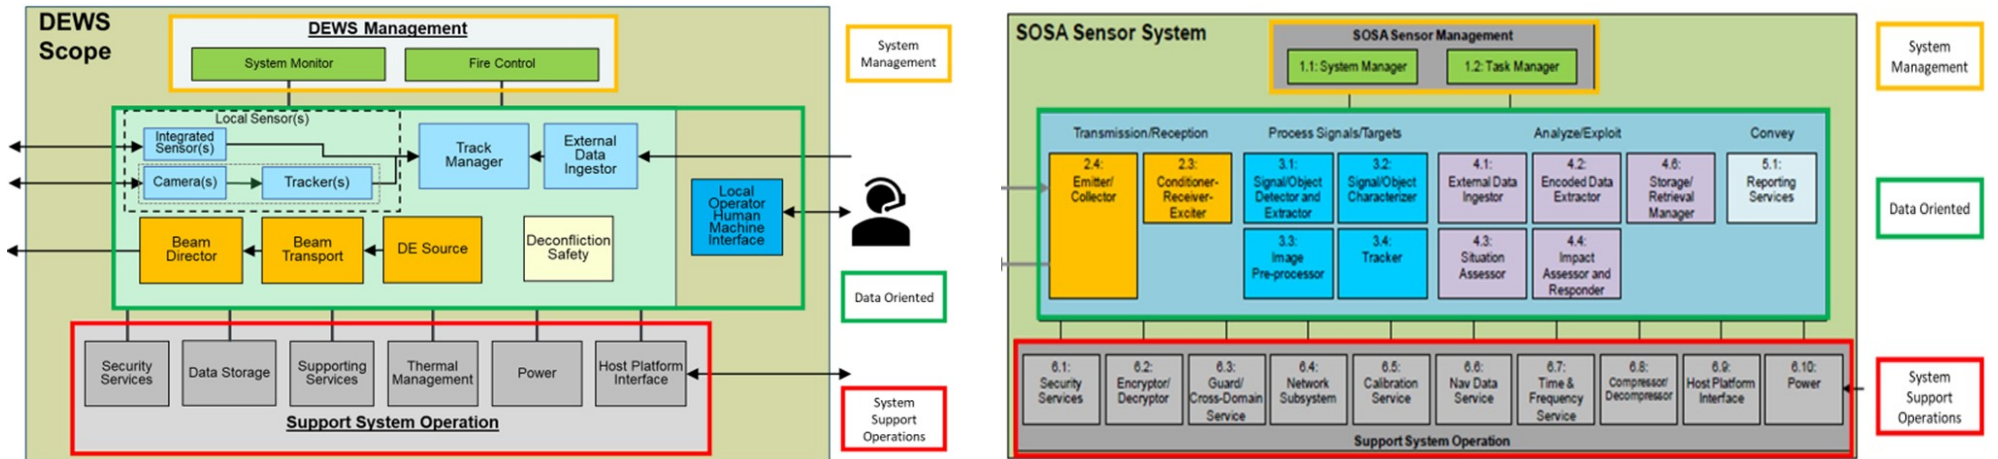 DEWS
Scope
DEWS Management
System Monitor
Fire Control
System
Management
Local Sensor(s)
Integrated
Sensor(s)
Camera(s)
Tracker(s)
Track
Manager
External
Data
Ingestor
Local
Operator
Human
Machine
Interface
Beam
Director
Beam
Transport
DE Source
Deconfliction
Safety
Data Oriented
Security
Services
Data Storage
Supporting
Services
Thermal
Management
Power
Host Platform
Interface
Support System Operation
System
Support
Operations
SOSA Sensor System
SOSA Sensor Management
1.1: System Manager
1.2: Task Manager
System
Management
Transmission/Reception
Process Signals/Targets
Analyze/Exploit
Convey
2.4:
Emitter/
Collector
2.3:
Conditioner-
Receiver-
Exciter
3.1:
Signal/Object
Detector and
Extractor
3.2:
Signal/Object
Characterizer
4.1:
External Data
Ingestor
4.2:
Encoded Data
Extractor
4.6:
Storage/
Retrieval
Manager
5.1:
Reporting
Services
3.3:
Image
Pre-processor
3.4:
Tracker
4.3:
Situation
Assessor
4.4:
Impact
Assessor and
Responder
Data Oriented
6.1:
Security
Services
6.2:
Encryptor/
Decryptor
6.3:
Guard/
Cross-Domain
Service
6.4:
Network
Subsystem
6.5:
Calibration
Service
6.6:
Nav Data
Service
6.7:
Time &
Frequency
Service
6.8:
Compressor/
Decompressor
6.9:
Host Platform
Interface
6.10:
Power
Support System Operation
System
Support
Operations